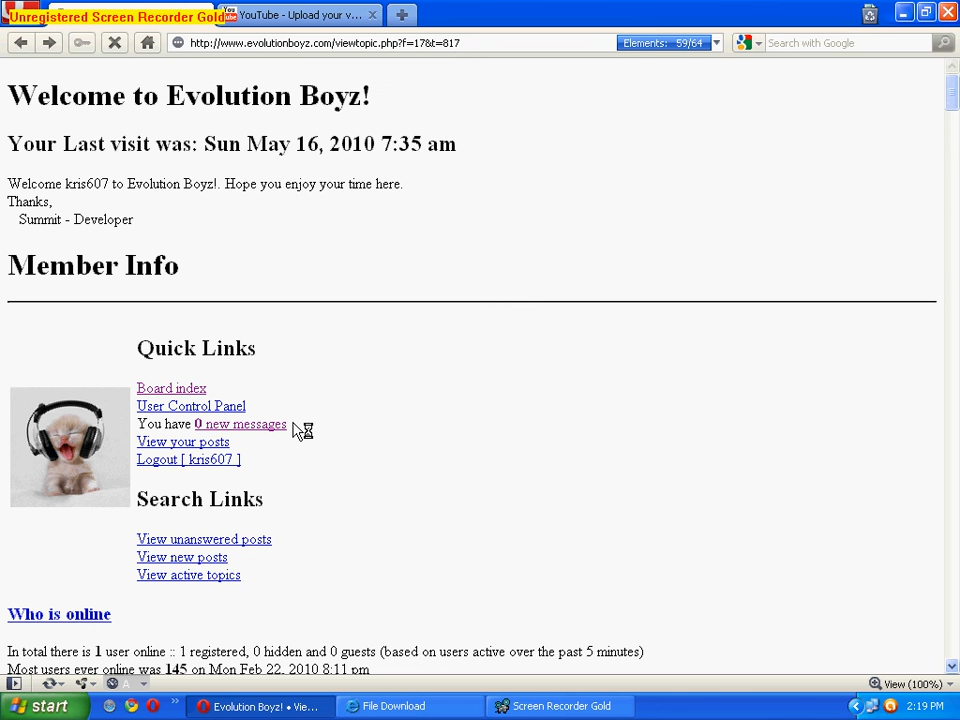 Unregistered Screen Recorder Gold
YouTube - Upload your v...
http://www.evolutionboyz.com/viewtopic.php?f=17&t=817
Elements: 59/64
Search with Google
Welcome to Evolution Boyz!
Your Last visit was: Sun May 16, 2010 7:35 am
Welcome kris607 to Evolution Boyz!. Hope you enjoy your time here.
Thanks,
Summit - Developer
Member Info
Quick Links
Board index
User Control Panel
You have 0 new messages
View your posts
Logout [ kris607 ]
Search Links
View unanswered posts
View new posts
View active topics
Who is online
In total there is 1 user online :: 1 registered, 0 hidden and 0 guests (based on users active over the past 5 minutes)
Most users ever online was 145 on Mon Feb 22, 2010 8:11 pm
View (100%)
start
Evolution Boyz! • Vie...
File Download
Screen Recorder Gold
2:19 PM